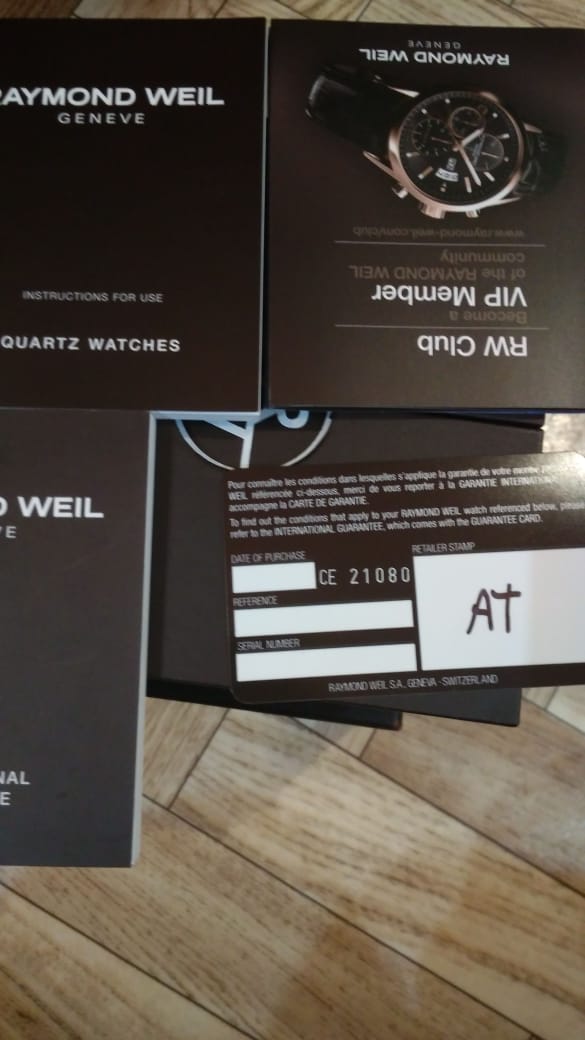 RAYMOND WEIL
GENEVE
INSTRUCTIONS FOR USE
QUARTZ WATCHES
RW Club
Become a
VIP Member
of the RAYMOND WEIL
community
www.raymond-weil.com/club
RAYMOND WEIL
GENEVE
D WEIL
VE
NAL
E
Pour connaître les conditions dans lesquelles s'applique la garantie de votre montre
WEIL référencée ci-dessous, merci de vous reporter à la GARANTIE INTERNATION
accompagne la CARTE DE GARANTIE.
To find out the conditions that apply to your RAYMOND WEIL watch referenced below, please
refer to the INTERNATIONAL GUARANTEE, which comes with the GUARANTEE CARD.
DATE OF PURCHASE
CE 21080
RETAILER STAMP
AT
REFERENCE
SERIAL NUMBER
RAYMOND WEIL S.A., GENEVA - SWITZERLAND